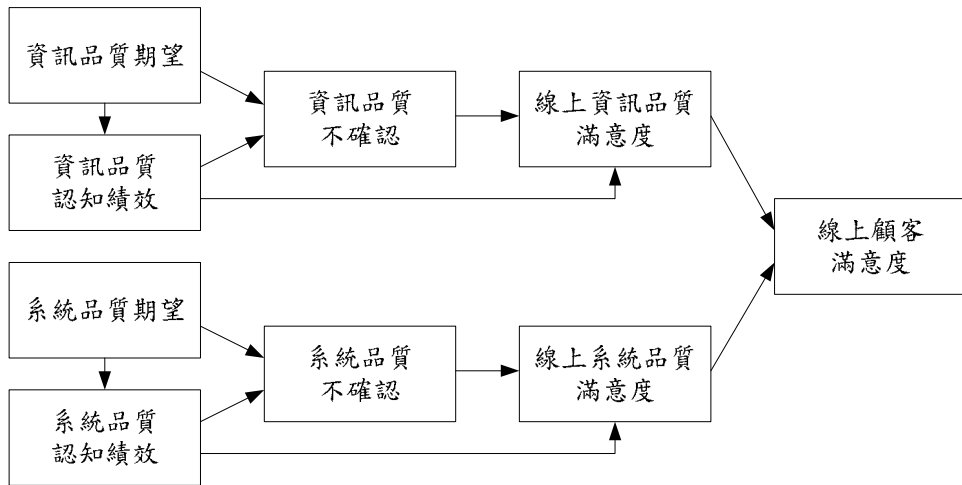 資訊品質期望
資訊品質
不確認
線上資訊品質
滿意度
資訊品質
認知績效
線上顧客
滿意度
系統品質期望
系統品質
不確認
線上系統品質
滿意度
系統品質
認知績效